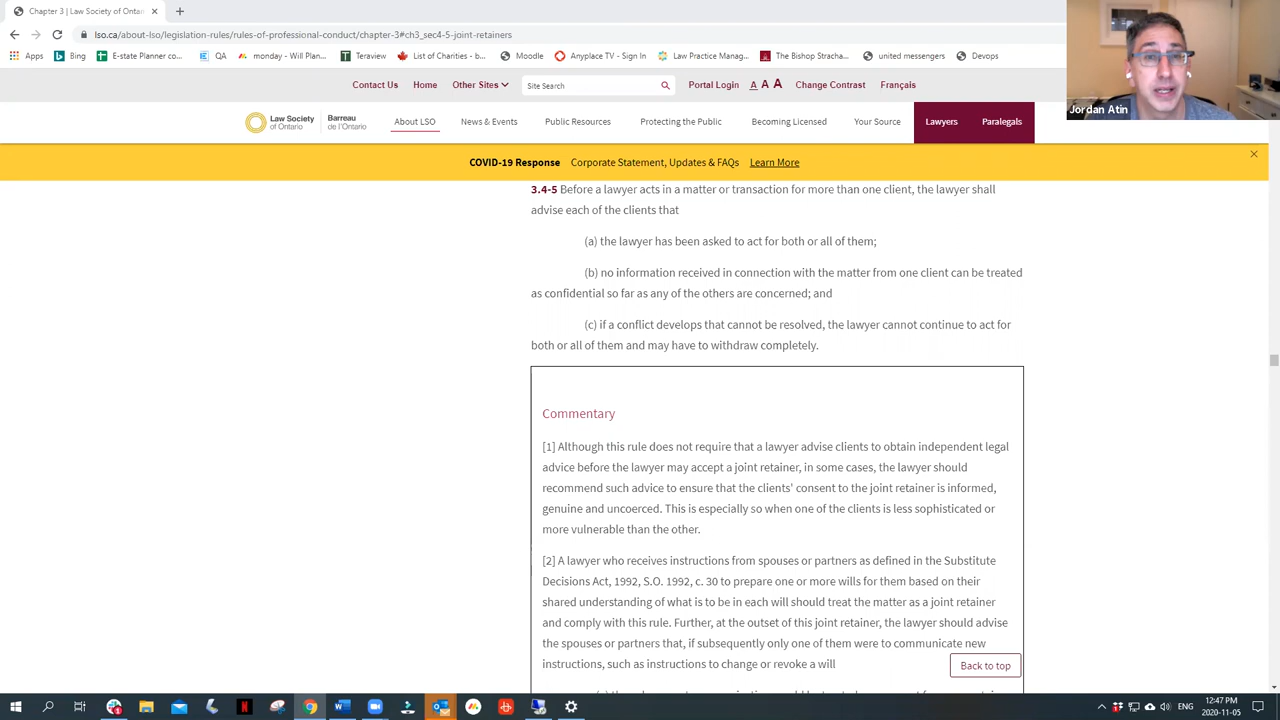 Chapter 3 | Law Society of Ontar
lso.ca/about-lso/legislation-rules/rules-of-professional-conduct/chapter-3#ch3_sec4-5-joint-retainers
Apps Bing E-state Planner co... QA monday - Will Plan... Teraview List of Charities - b... Moodle Anyplace TV - Sign In Law Practice Manag... The Bishop Stracha... united messengers Devops
Contact Us Home Other Sites Site Search Portal Login A A A Change Contrast Français
Law Society of Ontario Barreau de l'Ontario About LSO News & Events Public Resources Protecting the Public Becoming Licensed Your Source Lawyers Paralegals
Jordan Atin
COVID-19 Response Corporate Statement, Updates & FAQs Learn More
3.4-5 Before a lawyer acts in a matter or transaction for more than one client, the lawyer shall
advise each of the clients that
(a) the lawyer has been asked to act for both or all of them;
(b) no information received in connection with the matter from one client can be treated
as confidential so far as any of the others are concerned; and
(c) if a conflict develops that cannot be resolved, the lawyer cannot continue to act for
both or all of them and may have to withdraw completely.
Commentary
[1] Although this rule does not require that a lawyer advise clients to obtain independent legal
advice before the lawyer may accept a joint retainer, in some cases, the lawyer should
recommend such advice to ensure that the clients' consent to the joint retainer is informed,
genuine and uncoerced. This is especially so when one of the clients is less sophisticated or
more vulnerable than the other.
[2] A lawyer who receives instructions from spouses or partners as defined in the Substitute
Decisions Act, 1992, S.O. 1992, c. 30 to prepare one or more wills for them based on their
shared understanding of what is to be in each will should treat the matter as a joint retainer
and comply with this rule. Further, at the outset of this joint retainer, the lawyer should advise
the spouses or partners that, if subsequently only one of them were to communicate new
instructions, such as instructions to change or revoke a will
Back to top
ENG
12:47 PM
2020-11-05